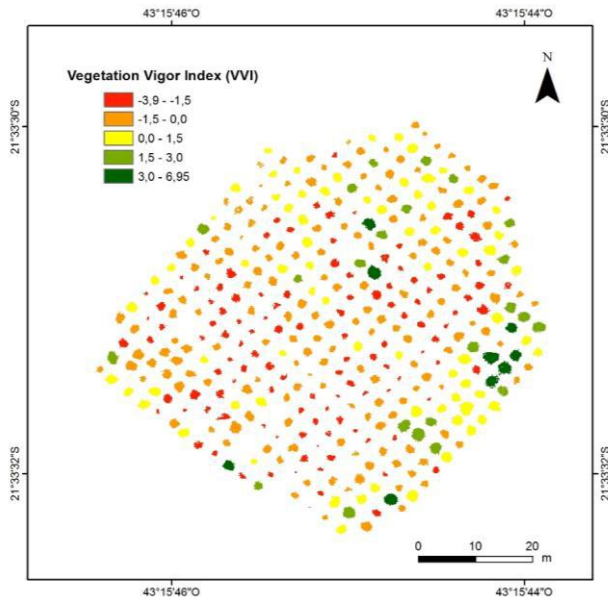 43°15'46"O 43°15'44"O
N
Vegetation Vigor Index (VVI)
-3,9 - -1,5
-1,5 - 0,0
0,0 - 1,5
1,5 - 3,0
3,0 - 6,95
21°33'30"S 21°33'30"S
21°33'32"S 21°33'32"S
0 10 20
m
43°15'46"O 43°15'44"O